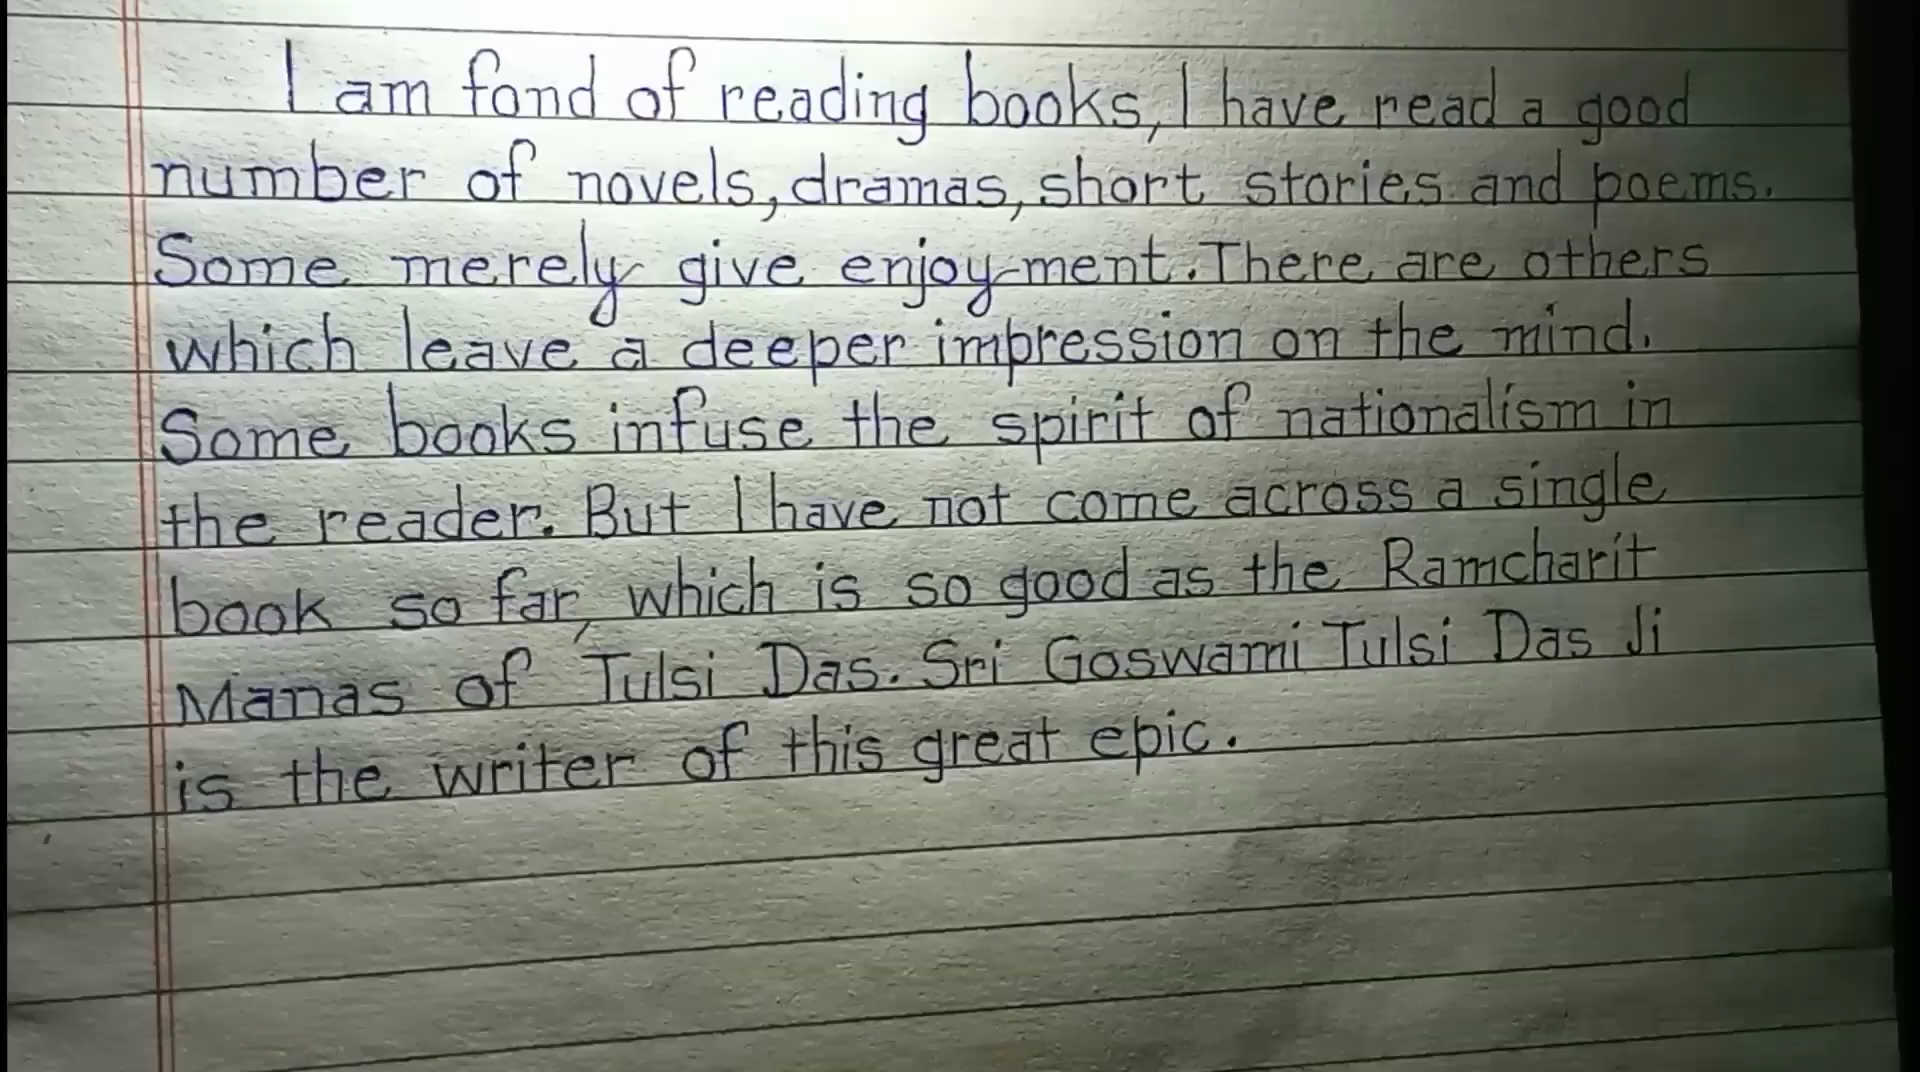 I am fond of reading books, I have read a good
number of novels, dramas, short stories and poems.
Some merely give enjoyment. There are others
which leave a deeper impression on the mind.
Some books infuse the spirit of nationalism in
the reader. But I have not come across a single
book so far, which is so good as the Ramcharit
Manas of Tulsi Das. Sri Goswami Tulsi Das Ji
is the writer of this great epic.